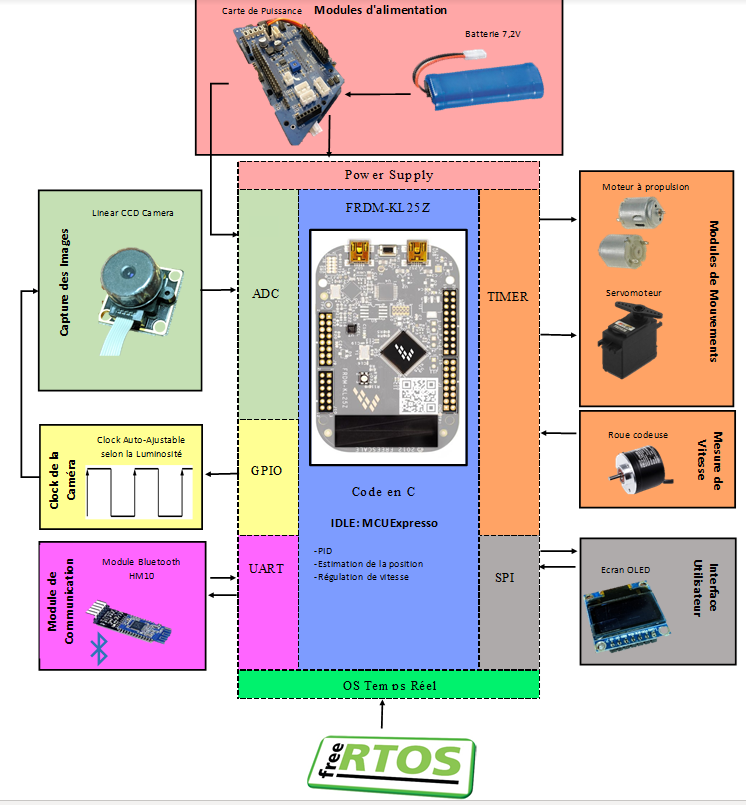 Carte de Puissance
Modules d'alimentation
Batterie 7,2V
Power Supply
FRDM-KL25Z
ADC
GPIO
UART
TIMER
SPI
Linear CCD Camera
Capture des Images
Clock Auto-Ajustable
selon la Luminosité
Clock de la
Caméra
Module Bluetooth
HM10
Module de
Communication
Moteur à propulsion
Servomoteur
Modules de Mouvements
Roue codeuse
Mesure de
Vitesse
Ecran OLED
Interface
Utilisateur
FRDM-KL25Z
Code en C
IDLE: MCUExpresso
-PID
-Estimation de la position
-Régulation de vitesse
OS Temps Réel
free RTOS